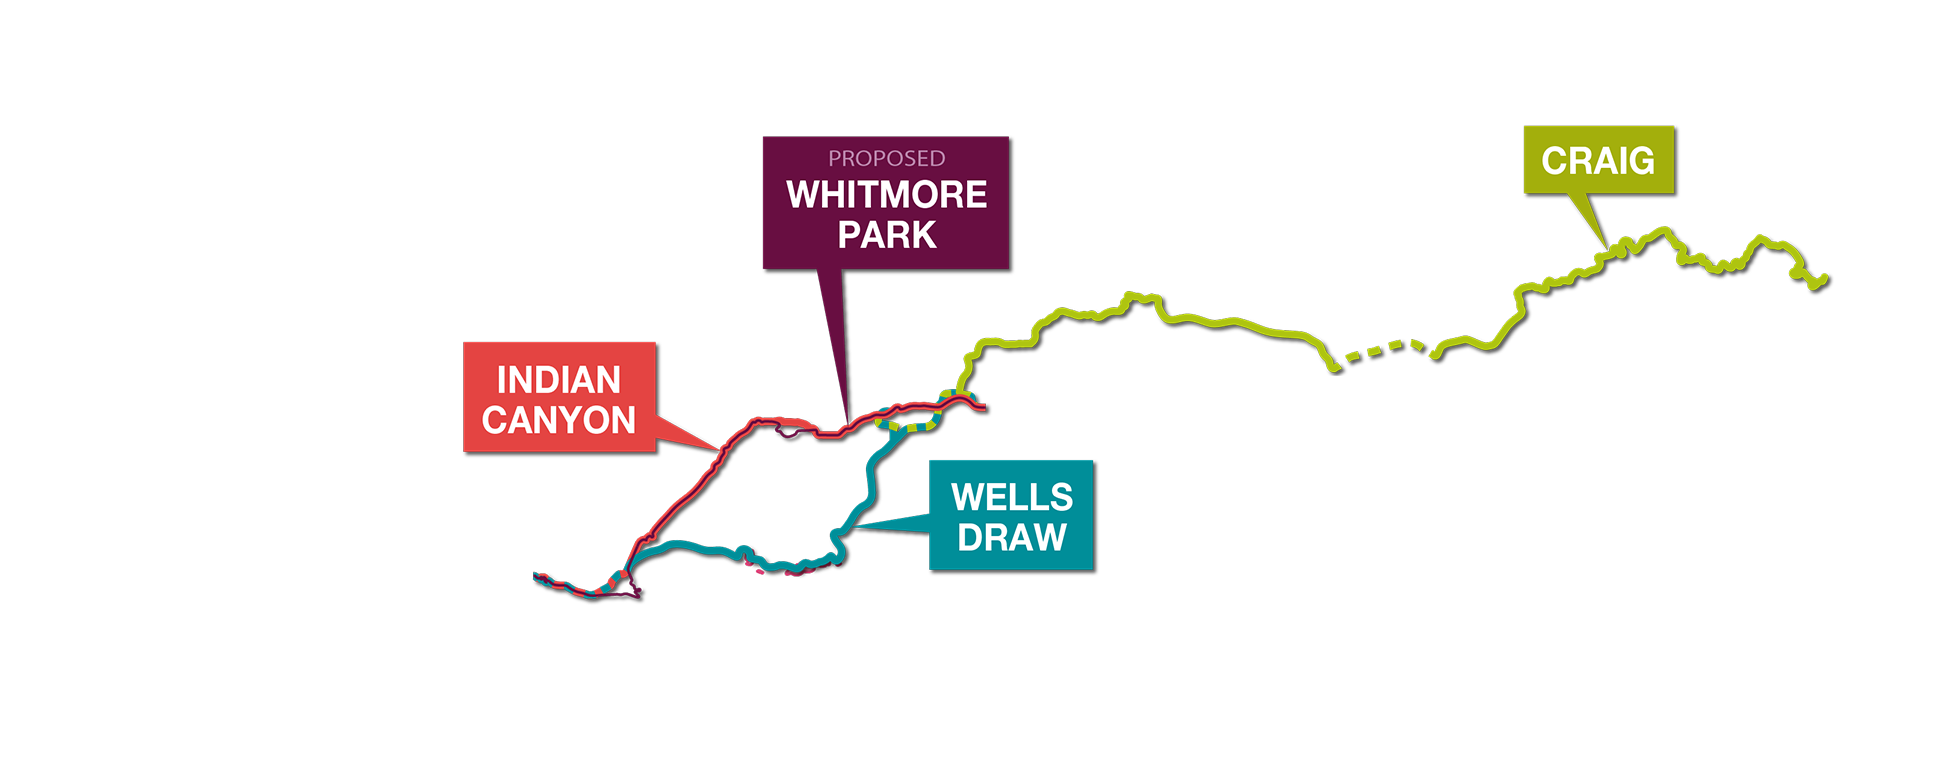 PROPOSED
WHITMORE
PARK
CRAIG
INDIAN
CANYON
WELLS
DRAW